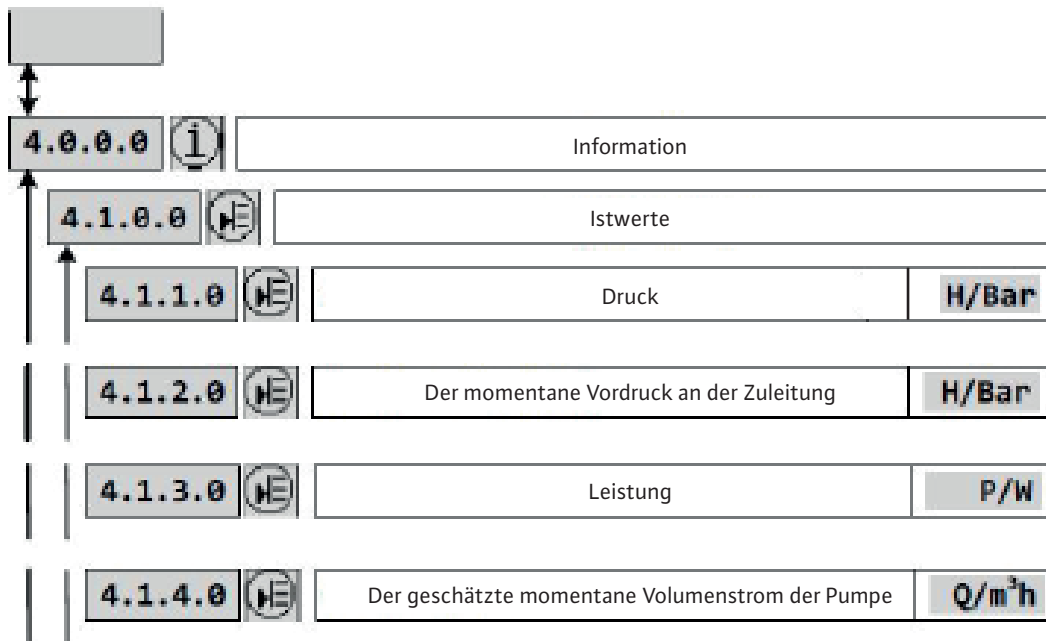 4.0.0.0 i Information
4.1.0.0 Istwerte
4.1.1.0 Druck H/Bar
4.1.2.0 Der momentane Vordruck an der Zuleitung H/Bar
4.1.3.0 Leistung P/W
4.1.4.0 Der geschätzte momentane Volumenstrom der Pumpe Q/m³h